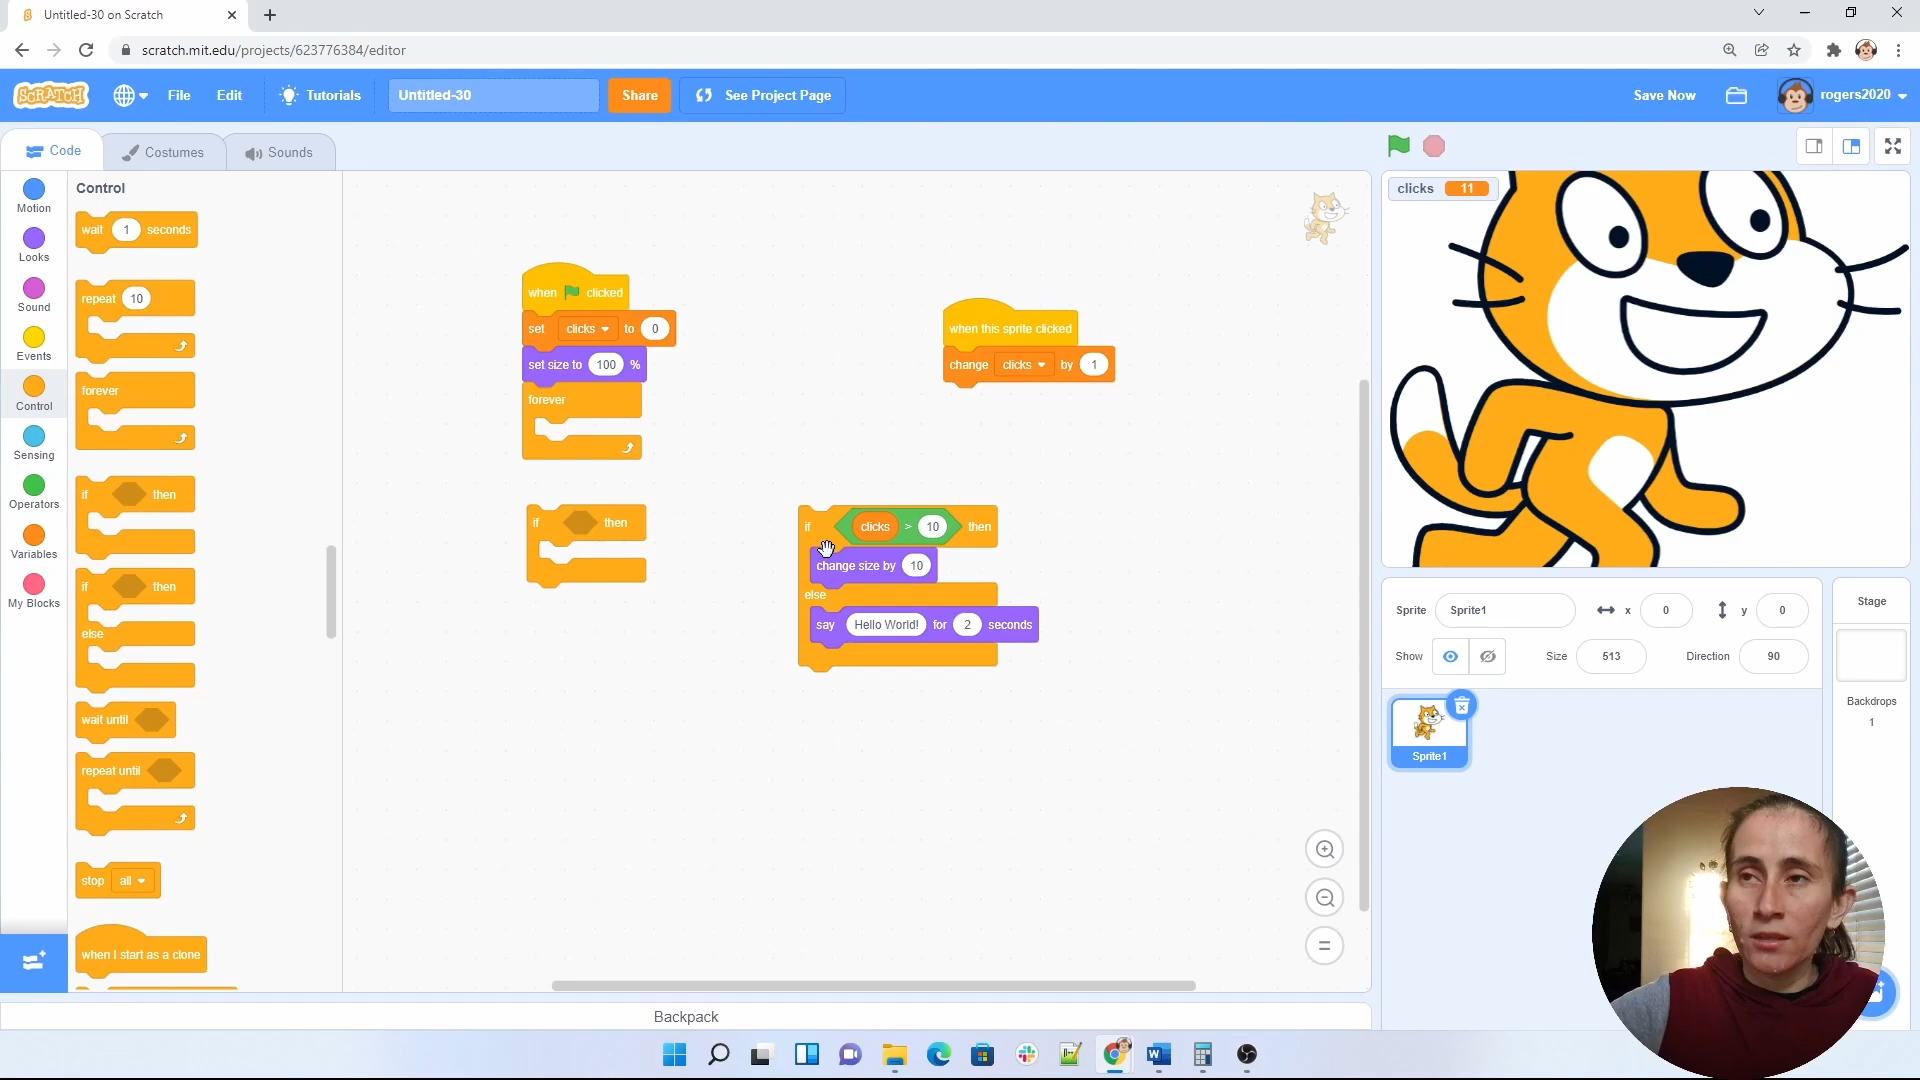 Untitled-30 on Scratch
scratch.mit.edu/projects/623776384/editor
SCRATCH
File
Edit
Tutorials
Untitled-30
Share
See Project Page
Save Now
rogers2020
Code
Costumes
Sounds
Motion
Looks
Sound
Events
Control
Sensing
Operators
Variables
My Blocks
Control
wait 1 seconds
repeat 10
forever
if then
if then
else
wait until
repeat until
stop all
when I start as a clone
when clicked
set clicks to 0
set size to 100 %
forever
when this sprite clicked
change clicks by 1
if then
if clicks > 10 then
change size by 10
else
say Hello World! for 2 seconds
Backpack
clicks 11
Sprite Sprite1 x 0 y 0
Show Size 513 Direction 90
Sprite1
Stage
Backdrops
1